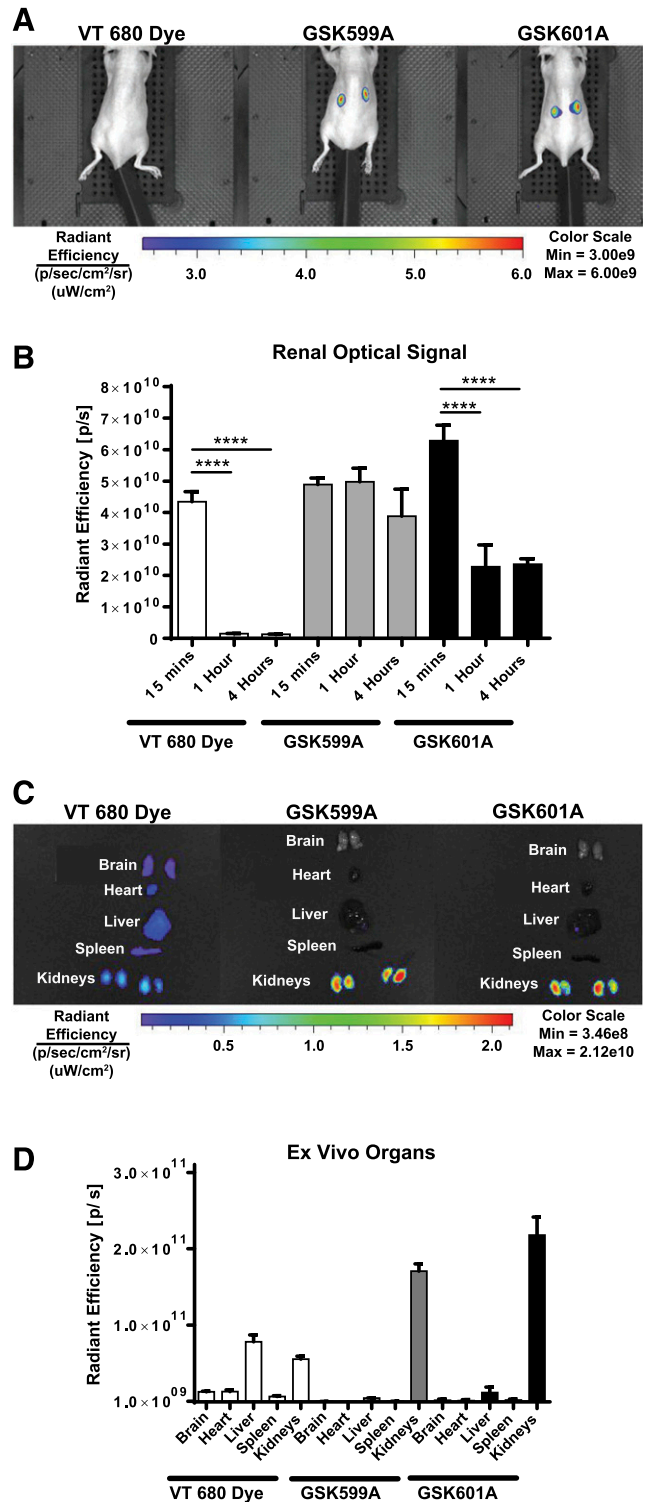 A
VT 680 Dye GSK599A GSK601A
Radiant
Efficiency
(p/sec/cm²/sr)
(uW/cm²)
3.0 4.0 5.0 6.0
Color Scale
Min = 3.00e9
Max = 6.00e9
B
Renal Optical Signal
Radiant Efficiency [p/s]
8×10¹⁰
7×10¹⁰
6×10¹⁰
5×10¹⁰
4×10¹⁰
3×10¹⁰
2×10¹⁰
1×10¹⁰
0
**** ****
**** ****
15 mins 1 Hour 4 Hours 15 mins 1 Hour 4 Hours 15 mins 1 Hour 4 Hours
VT 680 Dye GSK599A GSK601A
C
VT 680 Dye GSK599A GSK601A
Brain
Heart
Liver
Spleen
Kidneys
Brain
Heart
Liver
Spleen
Kidneys
Brain
Heart
Liver
Spleen
Kidneys
Radiant
Efficiency
(p/sec/cm²/sr)
(uW/cm²)
0.5 1.0 1.5 2.0
Color Scale
Min = 3.46e8
Max = 2.12e10
D
Ex Vivo Organs
Radiant Efficiency [p/s]
3.0×10¹¹
2.0×10¹¹
1.0×10¹¹
1.0×10⁰⁹
Brain Heart Liver Spleen Kidneys Brain Heart Liver Spleen Kidneys Brain Heart Liver Spleen Kidneys
VT 680 Dye GSK599A GSK601A